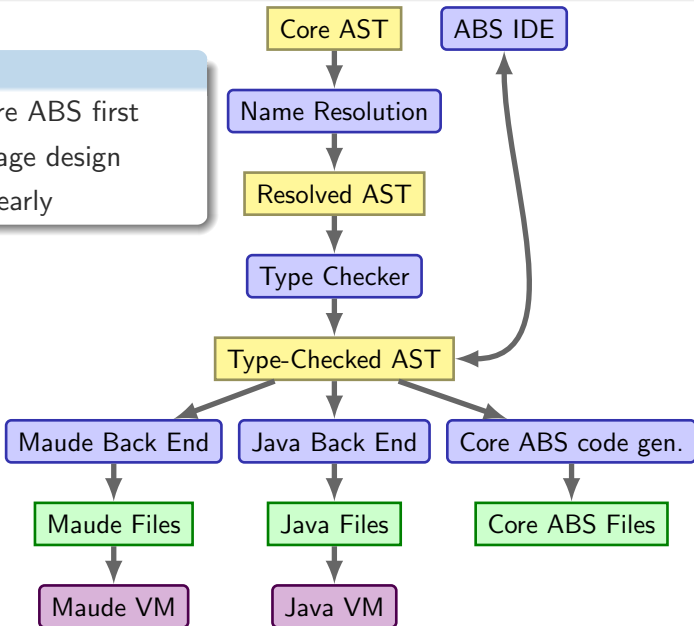 Core AST
ABS IDE
re ABS first
age design
early
Name Resolution
Resolved AST
Type Checker
Type-Checked AST
Maude Back End
Java Back End
Core ABS code gen.
Maude Files
Java Files
Core ABS Files
Maude VM
Java VM